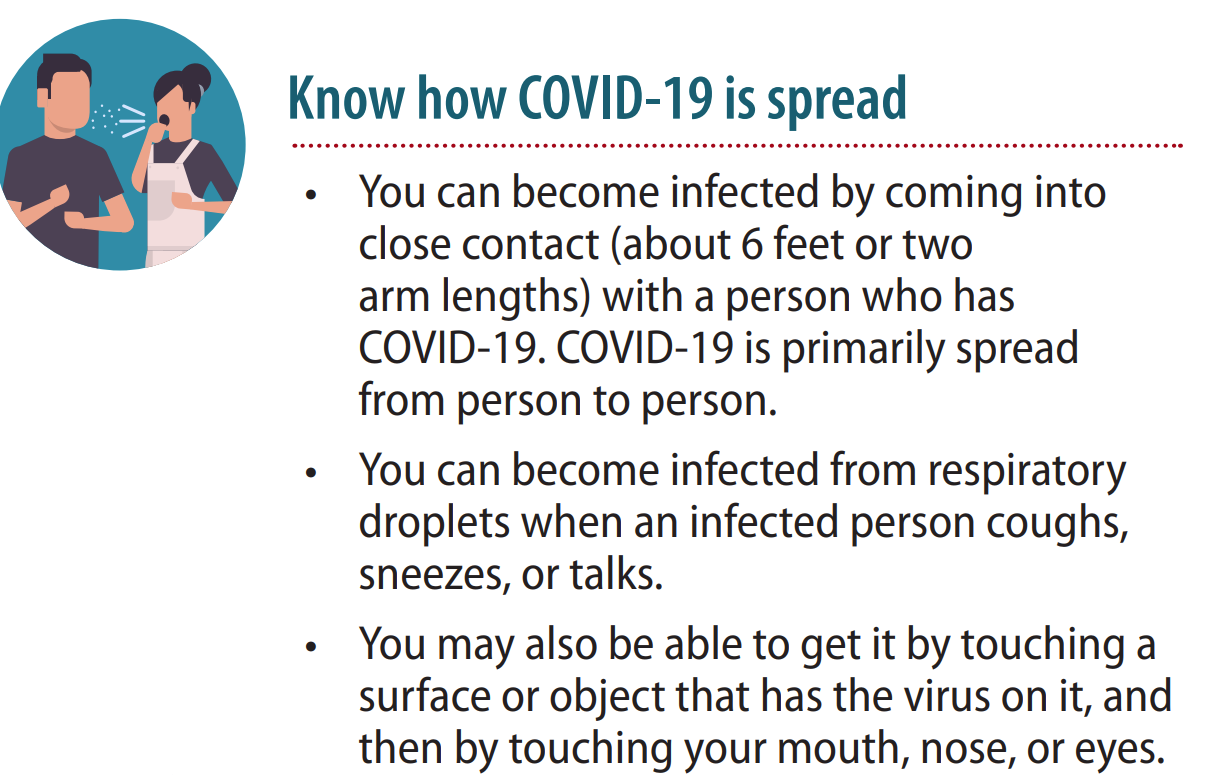 Know how COVID-19 is spread
• You can become infected by coming into
close contact (about 6 feet or two
arm lengths) with a person who has
COVID-19. COVID-19 is primarily spread
from person to person.
• You can become infected from respiratory
droplets when an infected person coughs,
sneezes, or talks.
• You may also be able to get it by touching a
surface or object that has the virus on it, and
then by touching your mouth, nose, or eyes.